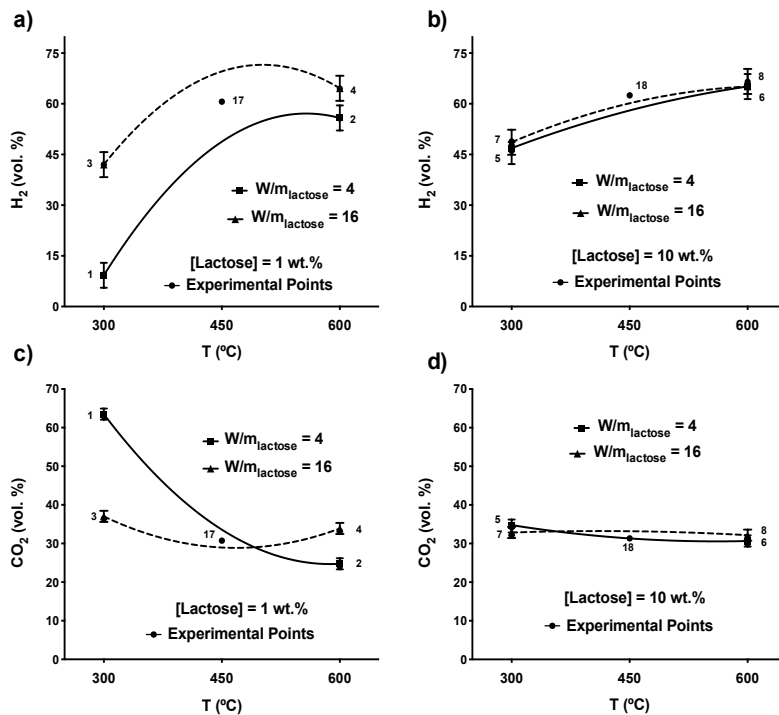 a)
75
60
45
30
15
0
H2 (vol. %)
3
17
4
2
1
W/mlactose = 4
W/mlactose = 16
[Lactose] = 1 wt.%
Experimental Points
300 450 600
T (ºC)
b)
75
60
45
30
15
0
H2 (vol. %)
7
5
18
8
6
W/mlactose = 4
W/mlactose = 16
[Lactose] = 10 wt.%
Experimental Points
300 450 600
T (ºC)
c)
70
60
50
40
30
20
10
0
CO2 (vol. %)
1
3
17
4
2
W/mlactose = 4
W/mlactose = 16
[Lactose] = 1 wt.%
Experimental Points
300 450 600
T (ºC)
d)
70
60
50
40
30
20
10
0
CO2 (vol. %)
5
7
18
8
6
W/mlactose = 4
W/mlactose = 16
[Lactose] = 10 wt.%
Experimental Points
300 450 600
T (ºC)